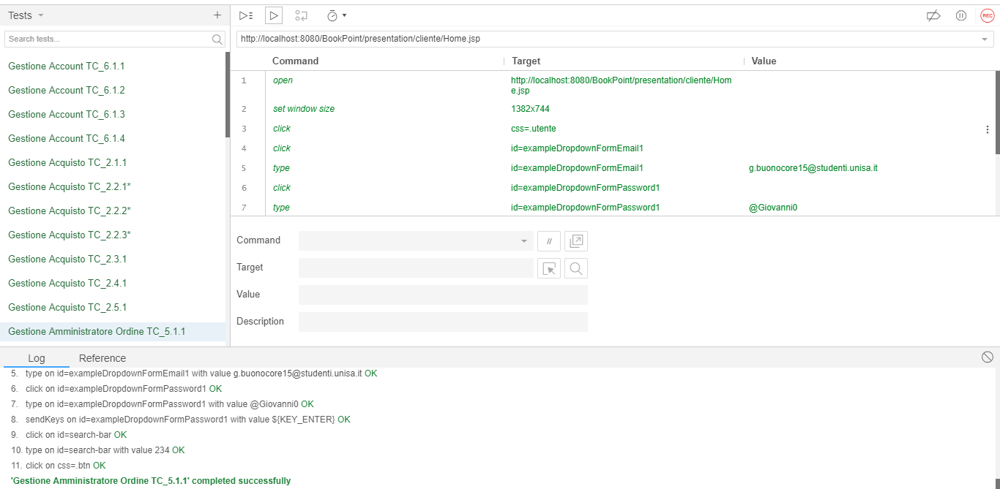 Tests
Search tests...
Gestione Account TC_6.1.1
Gestione Account TC_6.1.2
Gestione Account TC_6.1.3
Gestione Account TC_6.1.4
Gestione Acquisto TC_2.1.1
Gestione Acquisto TC_2.2.1*
Gestione Acquisto TC_2.2.2*
Gestione Acquisto TC_2.2.3*
Gestione Acquisto TC_2.3.1
Gestione Acquisto TC_2.4.1
Gestione Acquisto TC_2.5.1
Gestione Amministratore Ordine TC_5.1.1
REC
http://localhost:8080/BookPoint/presentation/cliente/Home.jsp
Command Target Value
1 open http://localhost:8080/BookPoint/presentation/cliente/Hom
e.jsp
2 set window size 1382x744
3 click css=.utente
4 click id=exampleDropdownFormEmail1
5 type id=exampleDropdownFormEmail1 g.buonocore15@studenti.unisa.it
6 click id=exampleDropdownFormPassword1
7 type id=exampleDropdownFormPassword1 @Giovanni0
Command //
Target
Value
Description
Log Reference
5. type on id=exampleDropdownFormEmail1 with value g.buonocore15@studenti.unisa.it OK
6. click on id=exampleDropdownFormPassword1 OK
7. type on id=exampleDropdownFormPassword1 with value @Giovanni0 OK
8. sendKeys on id=exampleDropdownFormPassword1 with value ${KEY_ENTER} OK
9. click on id=search-bar OK
10. type on id=search-bar with value 234 OK
11. click on css=.btn OK
'Gestione Amministratore Ordine TC_5.1.1' completed successfully